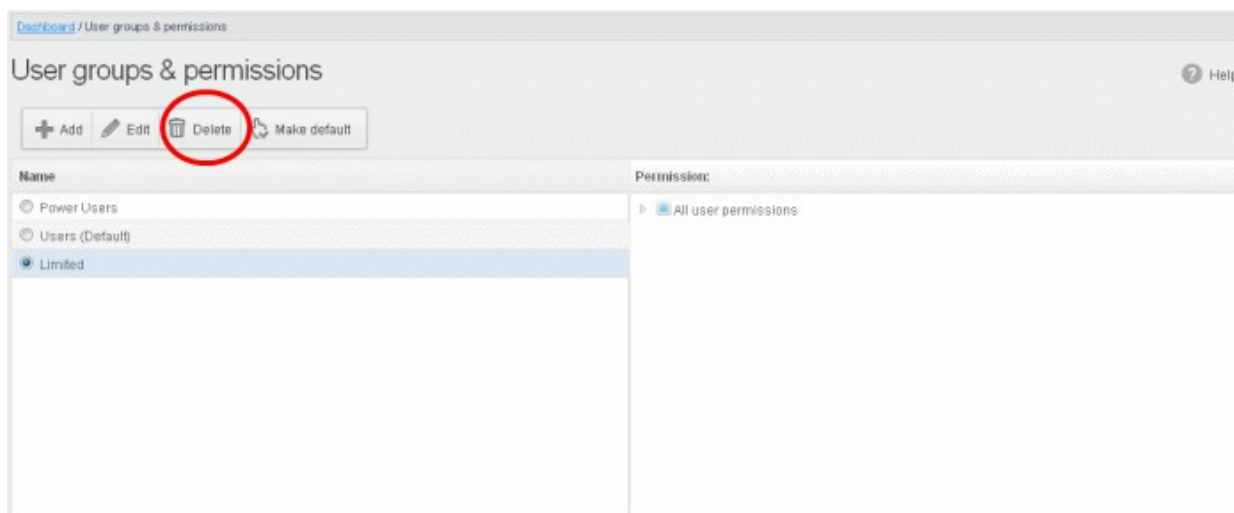 Dashboard / User groups & permissions
User groups & permissions
Help
Add Edit Delete Make default
Name Permission:
Power Users All user permissions
Users (Default)
Limited